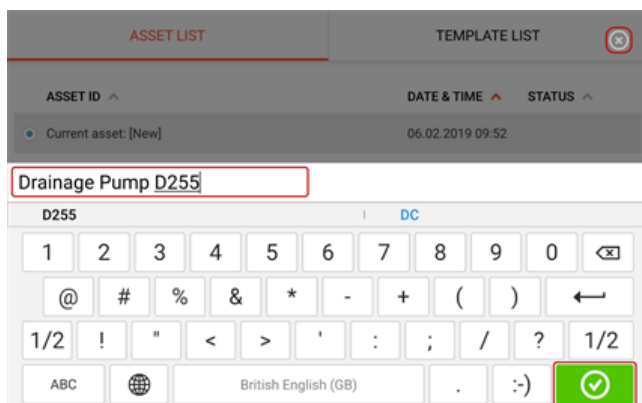 ASSET LIST TEMPLATE LIST
ASSET ID DATE & TIME STATUS
Current asset: [New] 06.02.2019 09:52
Drainage Pump D255
D255 DC
1 2 3 4 5 6 7 8 9 0
@ # % & * - + ( )
1/2 ! " < > ' : ; / ? 1/2
ABC British English (GB) . :-)